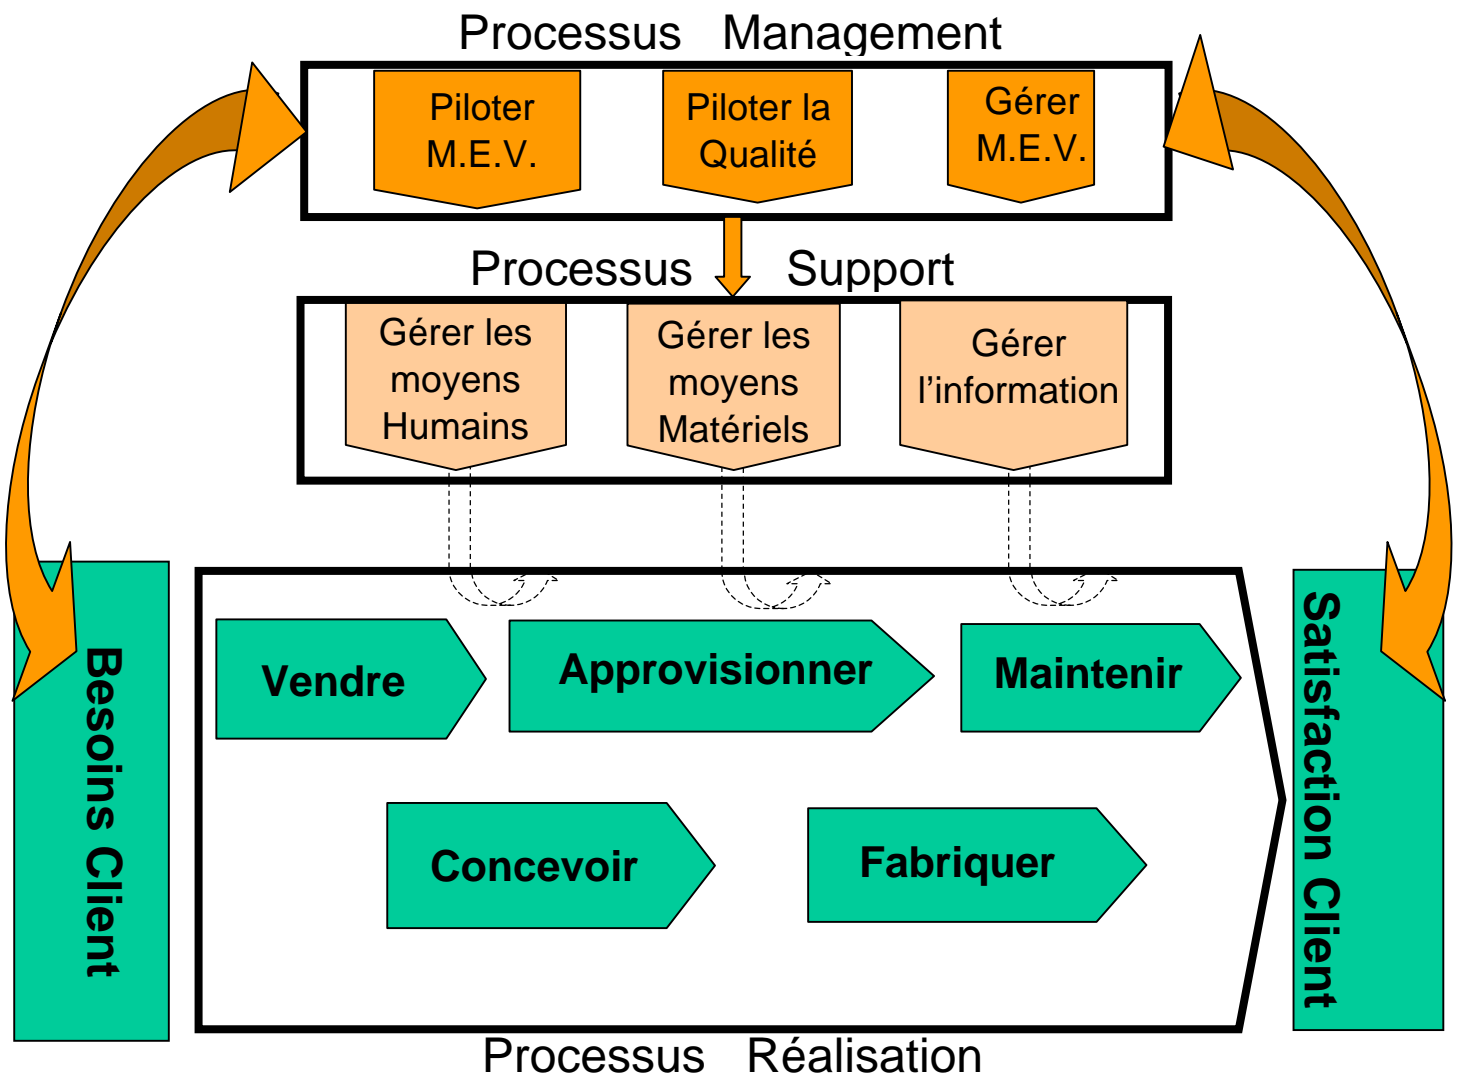 Processus Management
Piloter
M.E.V.
Piloter la
Qualité
Gérer
M.E.V.
Processus Support
Gérer les
moyens
Humains
Gérer les
moyens
Matériels
Gérer
l’information
Besoins Client
Vendre
Approvisionner
Maintenir
Concevoir
Fabriquer
Satisfaction Client
Processus Réalisation